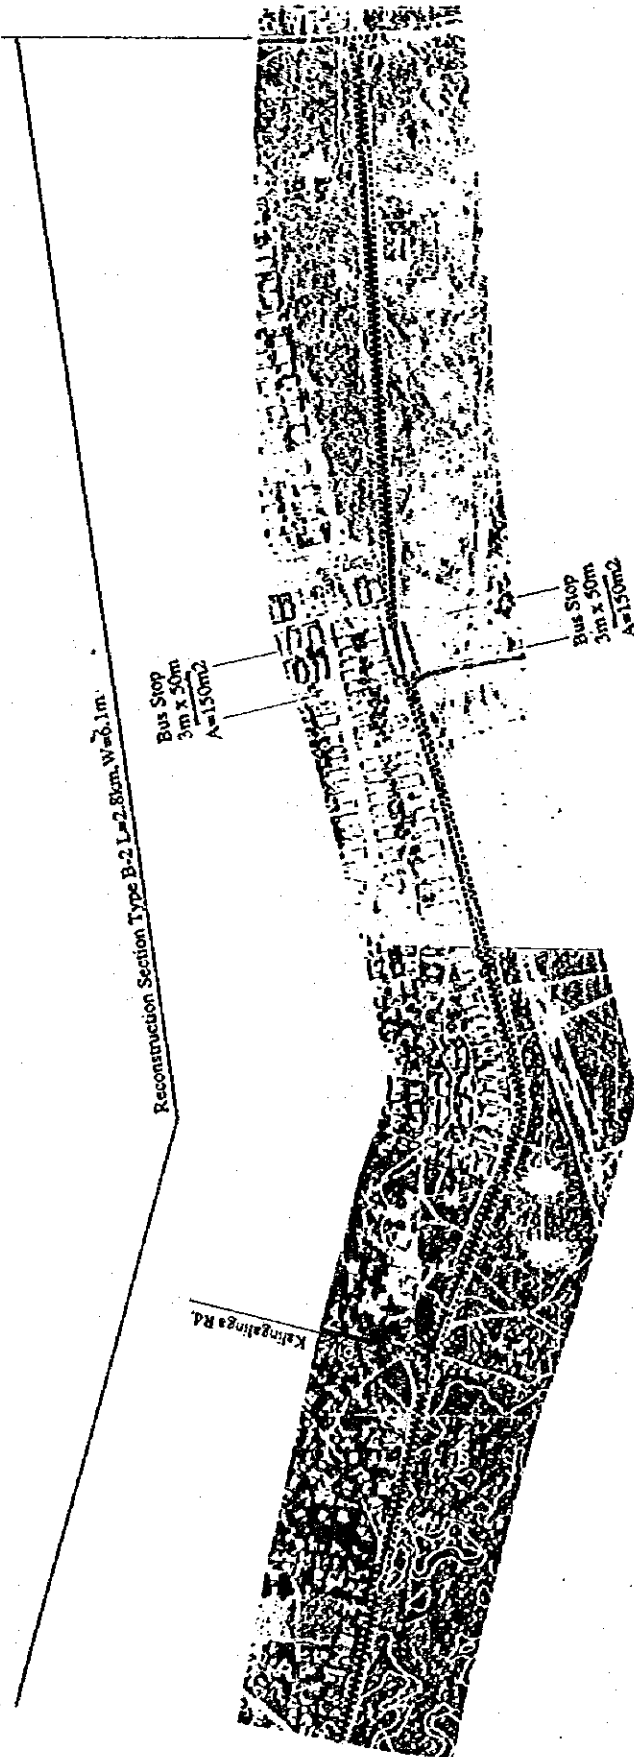 Reconstruction Section Type B-2 L=2.8km, W=6.1m
Bus Stop
3m x 50m
A=150m2
Bus Stop
3m x 50m
A=150m2
Kalingalinga Rd.